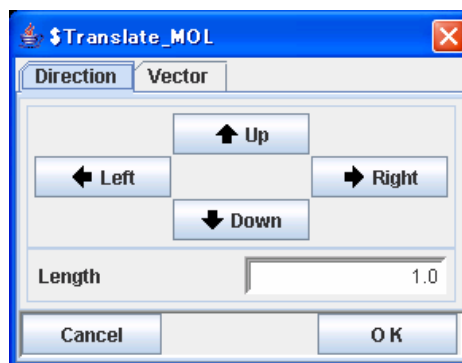 $Translate_MOL
Direction Vector
Up
Left Right
Down
Length 1.0
Cancel OK